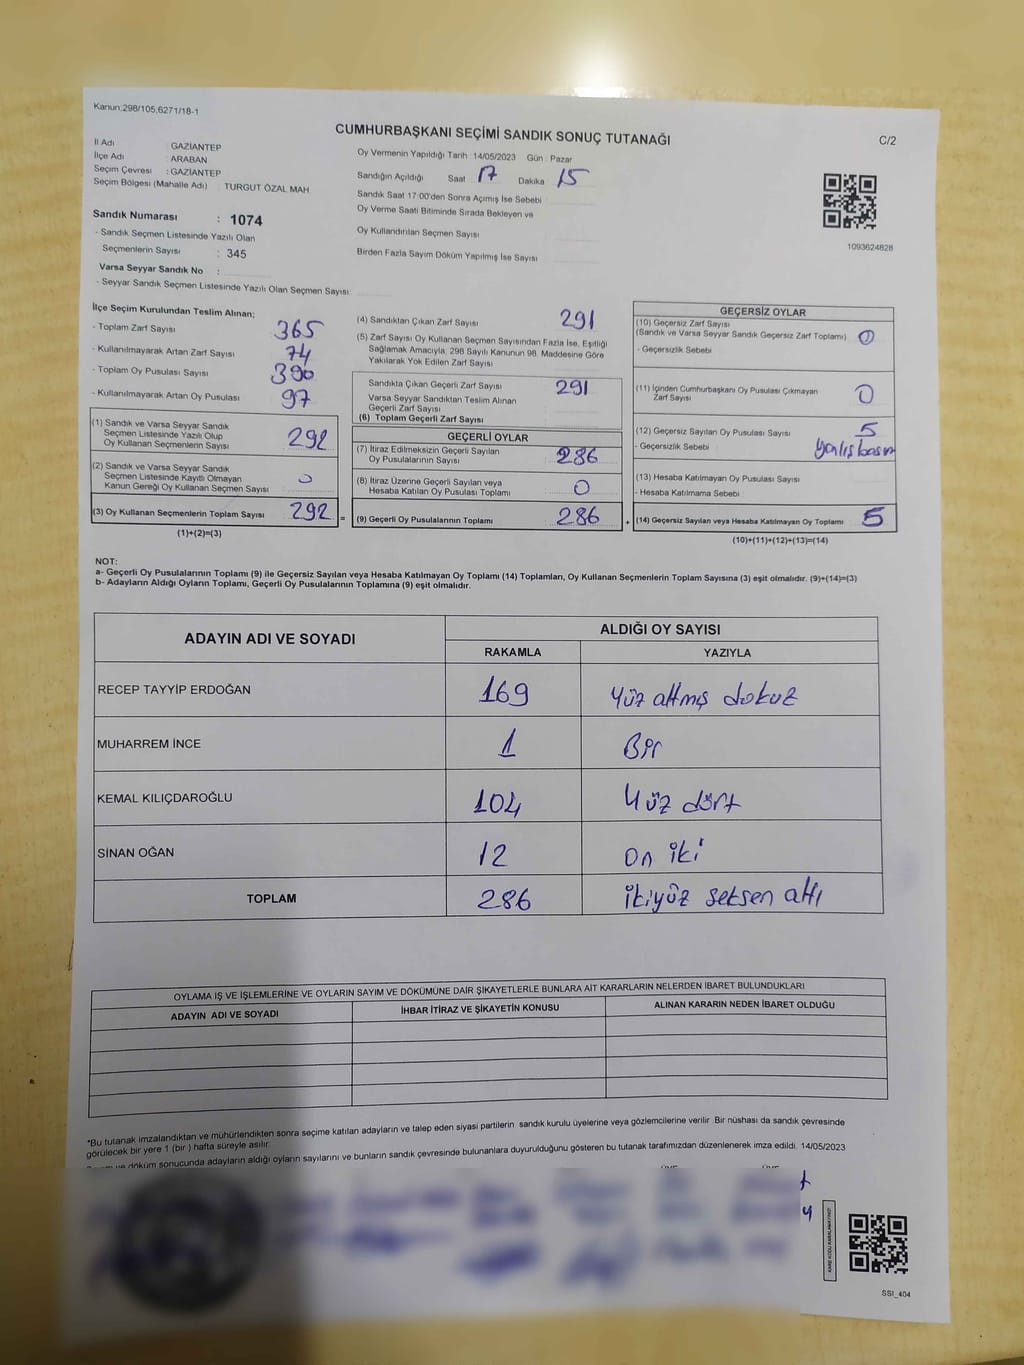 Kanun:298/105,6271/18-1
CUMHURBAŞKANI SEÇİMİ SANDIK SONUÇ TUTANAĞI
C/2
İl Adı GAZİANTEP
İlçe Adı ARABAN
Seçim Çevresi : GAZİANTEP
Seçim Bölgesi (Mahalle Adı) : TURGUT ÖZAL MAH
Sandık Numarası : 1074
- Sandık Seçmen Listesinde Yazılı Olan
Seçmenlerin Sayısı : 345
Varsa Seyyar Sandık No :
- Seyyar Sandık Seçmen Listesinde Yazılı Olan Seçmen Sayısı:
Oy Vermenin Yapıldığı Tarih :14/05/2023 Gün : Pazar
Sandığın Açıldığı Saat 17 Dakika 15
Sandık Saat 17:00'den Sonra Açımış İse Sebebi
Oy Verme Saati Bitiminde Sırada Bekleyen ve
Oy Kullandırılan Seçmen Sayısı
Birden Fazla Sayım Döküm Yapılmış İse Sayısı
1093624828
İlçe Seçim Kurulundan Teslim Alınan;
- Toplam Zarf Sayısı 365
- Kullanılmayarak Artan Zarf Sayısı 74
- Toplam Oy Pusulası Sayısı 390
- Kullanılmayarak Artan Oy Pusulası 97
(1) Sandık ve Varsa Seyyar Sandık
Seçmen Listesinde Yazılı Olup
Oy Kullanan Seçmenlerin Sayısı 292
(2) Sandık ve Varsa Seyyar Sandık
Seçmen Listesinde Kayıtlı Olmayan
Kanun Gereği Oy Kullanan Seçmen Sayısı 0
(3) Oy Kullanan Seçmenlerin Toplam Sayısı 292 =
(1)+(2)=(3)
(4) Sandıktan Çıkan Zarf Sayısı 291
(5) Zarf Sayısı Oy Kullanan Seçmen Sayısından Fazla İse, Eşitliği
Sağlamak Amacıyla, 298 Sayılı Kanunun 98. Maddesine Göre
Yakılarak Yok Edilen Zarf Sayısı
Sandıkta Çıkan Geçerli Zarf Sayısı 291
Varsa Seyyar Sandıktan Teslim Alınan
Geçerli Zarf Sayısı
(6) Toplam Geçerli Zarf Sayısı
GEÇERLİ OYLAR
(7) İtiraz Edilmeksizin Geçerli Sayılan
Oy Pusulalarının Sayısı 286
(8) İtiraz Üzerine Geçerli Sayılan veya
Hesaba Katılan Oy Pusulası Toplamı 0
(9) Geçerli Oy Pusulalarının Toplamı 286 +
GEÇERSİZ OYLAR
(10) Geçersiz Zarf Sayısı
(Sandık ve Varsa Seyyar Sandık Geçersiz Zarf Toplamı)
- Geçersizlik Sebebi
(11) İçinden Cumhurbaşkanı Oy Pusulası Çıkmayan
Zarf Sayısı 0
(12) Geçersiz Sayılan Oy Pusulası Sayısı 5
- Geçersizlik Sebebi yanlış basım
(13) Hesaba Katılmayan Oy Pusulası Sayısı
- Hesaba Katılmama Sebebi
(14) Geçersiz Sayılan veya Hesaba Katılmayan Oy Toplamı 5
(10)+(11)+(12)+(13)=(14)
NOT:
a- Geçerli Oy Pusulalarının Toplamı (9) ile Geçersiz Sayılan veya Hesaba Katılmayan Oy Toplamı (14) Toplamları, Oy Kullanan Seçmenlerin Toplam Sayısına (3) eşit olmalıdır. (9)+(14)=(3)
b- Adayların Aldığı Oyların Toplamı, Geçerli Oy Pusulalarının Toplamına (9) eşit olmalıdır.
ADAYIN ADI VE SOYADI
ALDIĞI OY SAYISI
RAKAMLA YAZIYLA
RECEP TAYYİP ERDOĞAN 169 Yüz altmış dokuz
MUHARREM İNCE 1 Bir
KEMAL KILIÇDAROĞLU 104 Yüz dört
SİNAN OĞAN 12 on iki
TOPLAM 286 ikiyüz seksen altı
OYLAMA İŞ VE İŞLEMLERİNE VE OYLARIN SAYIM VE DÖKÜMÜNE DAİR ŞİKAYETLERLE BUNLARA AİT KARARLARIN NELERDEN İBARET BULUNDUKLARI
ADAYIN ADI VE SOYADI İHBAR İTİRAZ VE ŞİKAYETİN KONUSU ALINAN KARARIN NEDEN İBARET OLDUĞU
*Bu tutanak imzalandıktan ve mühürlendikten sonra seçime katılan adayların ve talep eden siyasi partilerin sandık kurulu üyelerine veya gözlemcilerine verilir. Bir nüshası da sandık çevresinde
görülecek bir yere 1 (bir ) hafta süreyle asılır.
döküm sonucunda adayların aldığı oyların sayılarını ve bunların sandık çevresinde bulunanlara duyurulduğunu gösteren bu tutanak tarafımızdan düzenlenerek imza edildi. 14/05/2023
SSI_404